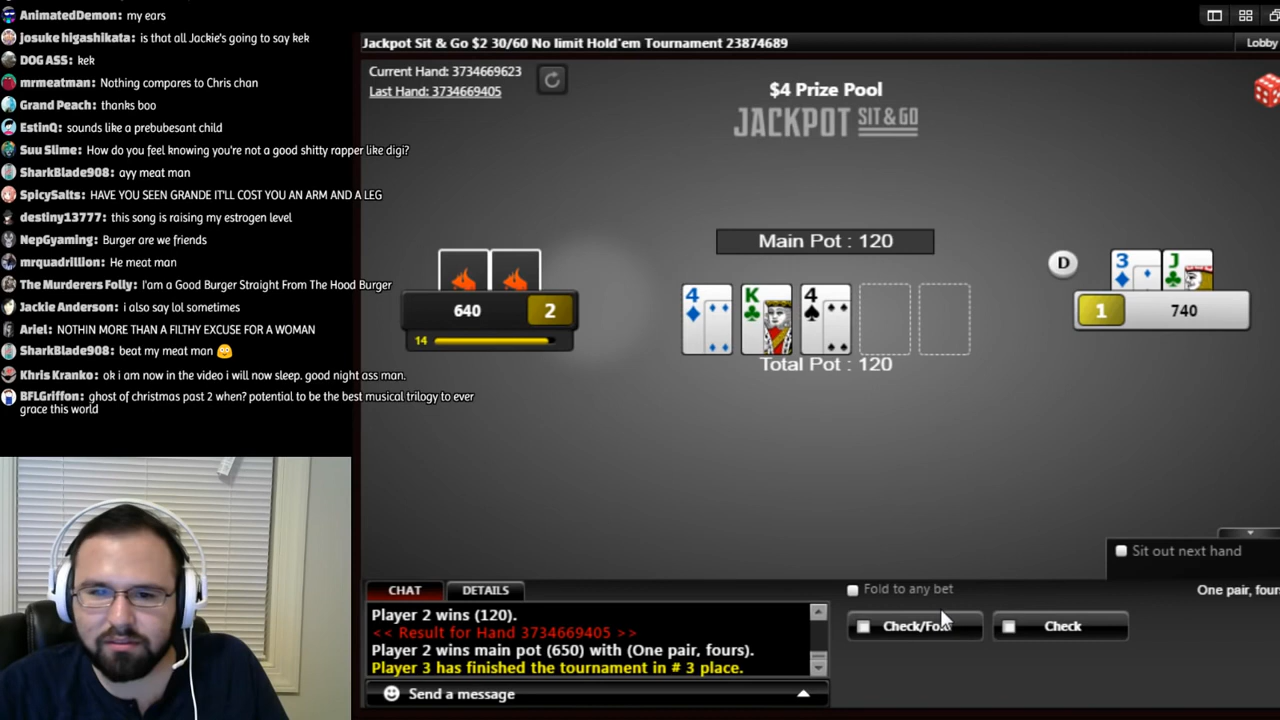 AnimatedDemon: my ears
josuke higashikata: is that all Jackie's going to say kek
DOG ASS: kek
mrmeatman: Nothing compares to Chris chan
Grand Peach: thanks boo
EstinQ: sounds like a prebubesant child
Suu Slime: How do you feel knowing you're not a good shitty rapper like digi?
SharkBlade908: ayy meat man
SpicySalts: HAVE YOU SEEN GRANDE IT'LL COST YOU AN ARM AND A LEG
destiny13777: this song is raising my estrogen level
NepGyaming: Burger are we friends
mrquadrillion: He meat man
The Murderers Folly: I'am a Good Burger Straight From The Hood Burger
Jackie Anderson: i also say lol sometimes
Ariel: NOTHIN MORE THAN A FILTHY EXCUSE FOR A WOMAN
SharkBlade908: beat my meat man
Khris Kranko: ok i am now in the video i will now sleep. good night ass man.
BFLGriffon: ghost of christmas past 2 when? potential to be the best musical trilogy to ever
grace this world
Jackpot Sit & Go $2 30/60 No limit Hold'em Tournament 23874689
Lobby
Current Hand: 3734669623
Last Hand: 3734669405
$4 Prize Pool
JACKPOT SIT & GO
Main Pot : 120
640
2
14
4
K
4
Total Pot : 120
D
3
J
1
740
Sit out next hand
CHAT
DETAILS
Player 2 wins (120).
<< Result for Hand 3734669405 >>
Player 2 wins main pot (650) with (One pair, fours).
Player 3 has finished the tournament in # 3 place.
Send a message
Fold to any bet
One pair, fours
Check/Fo
Check